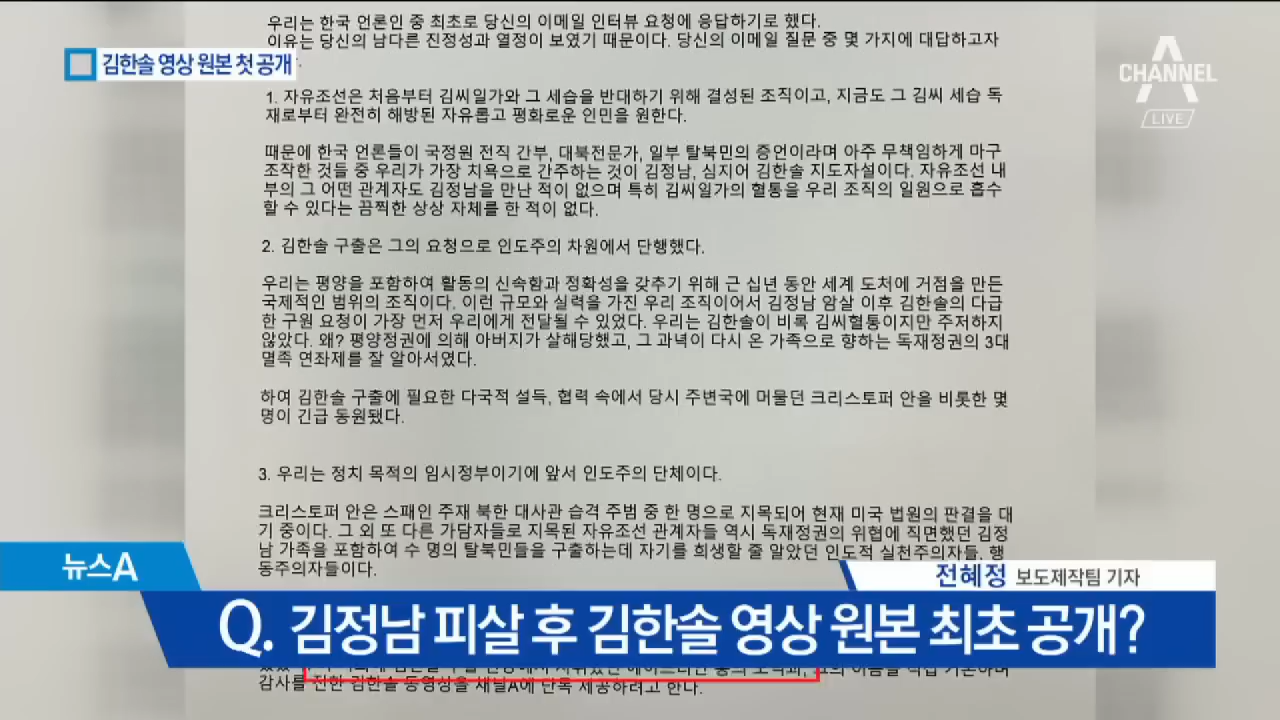 우리는 한국 언론인 중 최초로 당신의 이메일 인터뷰 요청에 응답하기로 했다.
이유는 당신의 남다른 진정성과 열정이 보였기 때문이다. 당신의 이메일 질문 중 몇 가지에 대답하고자
김한솔 영상 원본 첫 공개
CHANNEL A
LIVE
1. 자유조선은 처음부터 김씨일가와 그 세습을 반대하기 위해 결성된 조직이고, 지금도 그 김씨 세습 독
재로부터 완전히 해방된 자유롭고 평화로운 인민을 원한다.
때문에 한국 언론들이 국정원 전직 간부, 대북전문가, 일부 탈북민의 증언이라며 아주 무책임하게 마구
조작한 것들 중 우리가 가장 치욕으로 간주하는 것이 김정남, 심지어 김한솔 지도자설이다. 자유조선 내
부의 그 어떤 관계자도 김정남을 만난 적이 없으며 특히 김씨일가의 혈통을 우리 조직의 일원으로 흡수
할 수 있다는 끔찍한 상상 자체를 한 적이 없다.
2. 김한솔 구출은 그의 요청으로 인도주의 차원에서 단행했다.
우리는 평양을 포함하여 활동의 신속함과 정확성을 갖추기 위해 근 십년 동안 세계 도처에 거점을 만든
국제적인 범위의 조직이다. 이런 규모와 실력을 가진 우리 조직이어서 김정남 암살 이후 김한솔의 다급
한 구원 요청이 가장 먼저 우리에게 전달될 수 있었다. 우리는 김한솔이 비록 김씨혈통이지만 주저하지
않았다. 왜? 평양정권에 의해 아버지가 살해당했고, 그 과녁이 다시 온 가족으로 향하는 독재정권의 3대
멸족 연좌제를 잘 알아서였다.
하여 김한솔 구출에 필요한 다국적 설득, 협력 속에서 당시 주변국에 머물던 크리스토퍼 안을 비롯한 몇
명이 긴급 동원됐다.
3. 우리는 정치 목적의 임시정부이기에 앞서 인도주의 단체이다.
크리스토퍼 안은 스패인 주재 북한 대사관 습격 주범 중 한 명으로 지목되어 현재 미국 법원의 판결을 대
기 중이다. 그 외 또 다른 가담자들로 지목된 자유조선 관계자들 역시 독재정권의 위협에 직면했던 김정
남 가족을 포함하여 수 명의 탈북민들을 구출하는데 자기를 희생할 줄 알았던 인도적 실천주의자들, 행
동주의자들이다.
뉴스A
전혜정 보도제작팀 기자
Q. 김정남 피살 후 김한솔 영상 원본 최초 공개?
감사를 전한 김한솔 동영상을 채널A에 단독 제공하려고 한다.